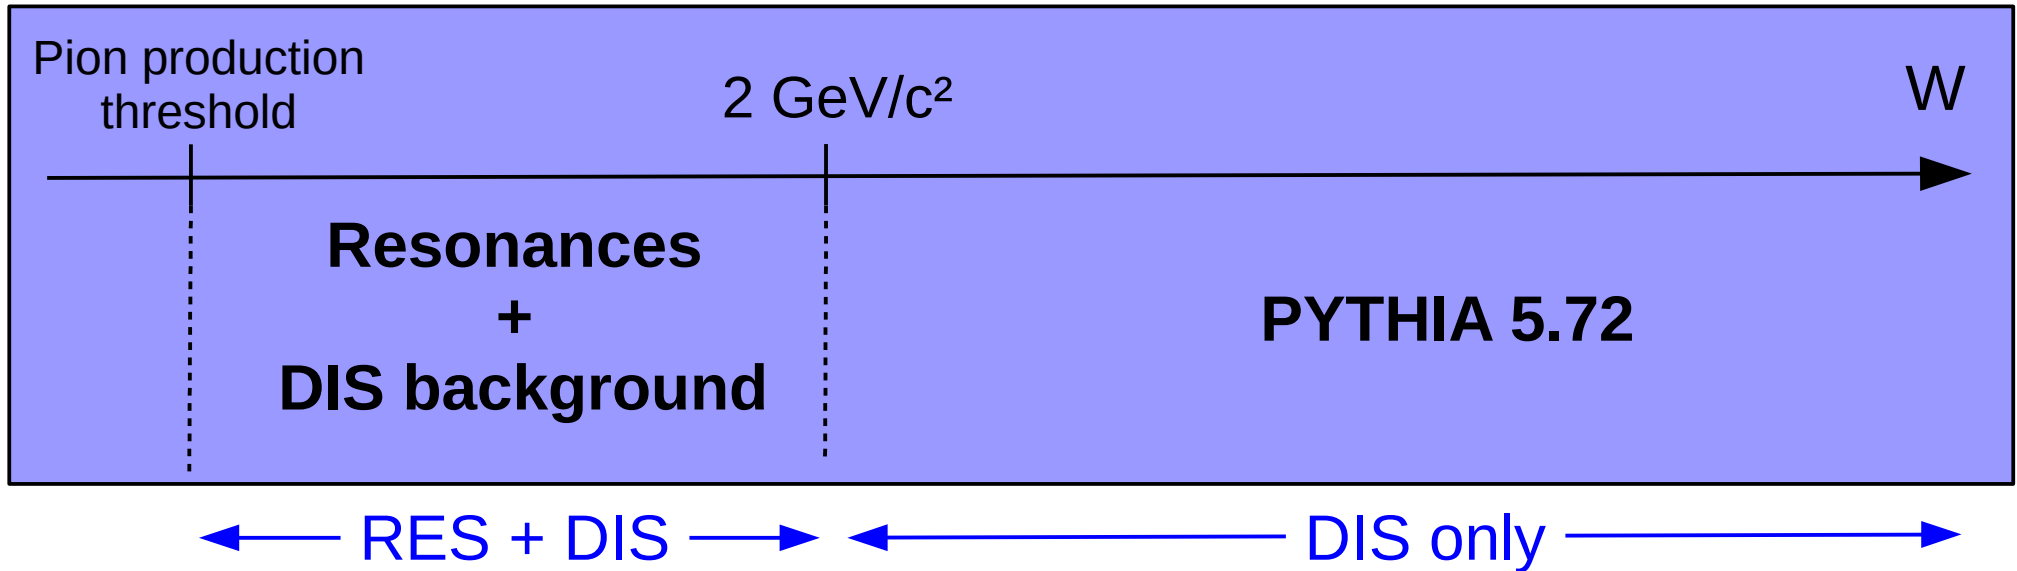 Pion production
threshold
2 GeV/c²
W
Resonances
+
DIS background
PYTHIA 5.72
RES + DIS
DIS only